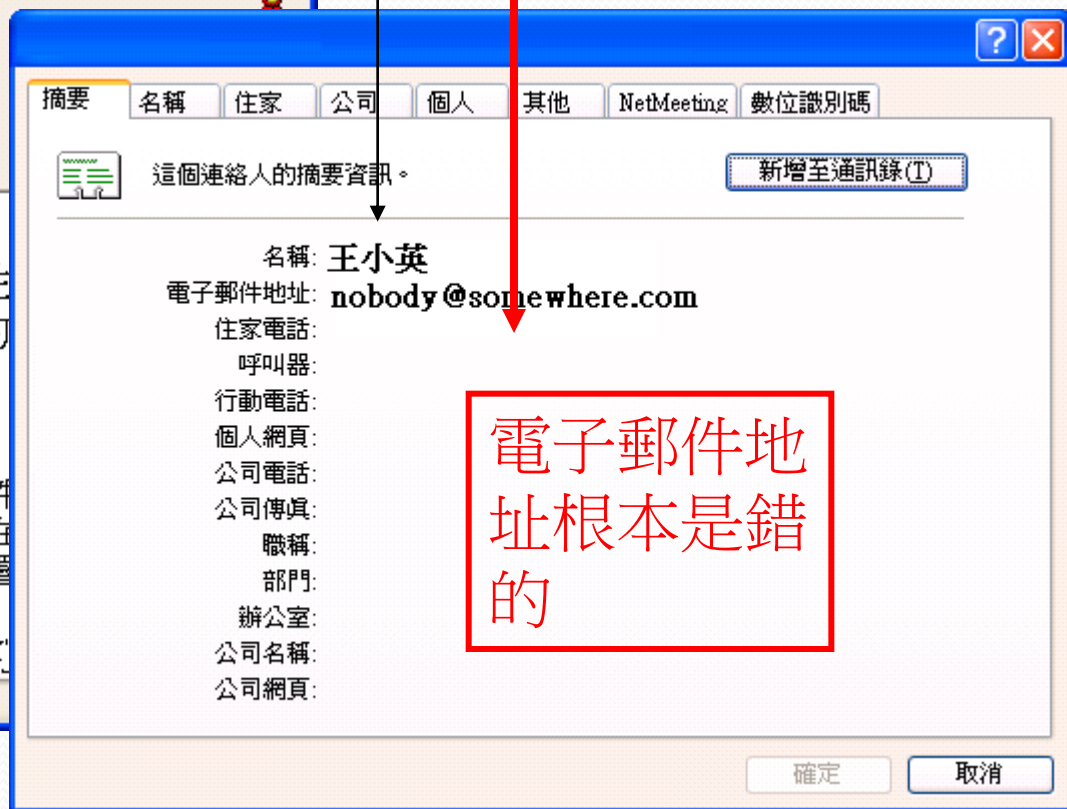 摘要 名稱 住家 公司 個人 其他 NetMeeting 數位識別碼
這個連絡人的摘要資訊。 新增至通訊錄(T)
名稱: 王小英
電子郵件地址: nobody@somewhere.com
住家電話:
呼叫器:
行動電話:
個人網頁:
公司電話:
公司傳真:
職稱:
部門:
辦公室:
公司名稱:
公司網頁:
電子郵件地
址根本是錯
的
確定 取消